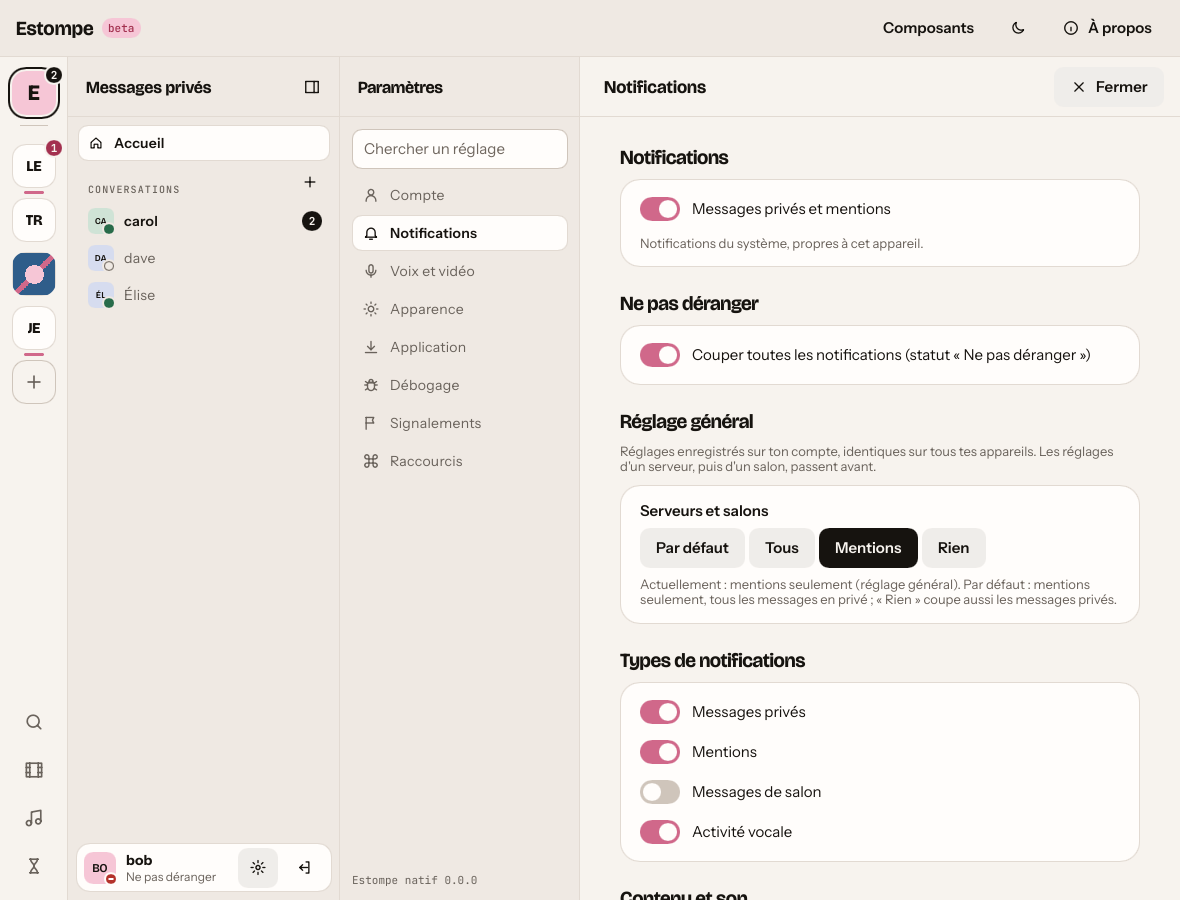 Estompe beta
Composants
À propos
E 2
LE 1
TR
JE
Messages privés
Accueil
CONVERSATIONS
CA carol 2
DA dave
ÉL Élise
BO bob
Ne pas déranger
Paramètres
Chercher un réglage
Compte
Notifications
Voix et vidéo
Apparence
Application
Débogage
Signalements
Raccourcis
Estompe natif 0.0.0
Notifications
Fermer
Notifications
Messages privés et mentions
Notifications du système, propres à cet appareil.
Ne pas déranger
Couper toutes les notifications (statut « Ne pas déranger »)
Réglage général
Réglages enregistrés sur ton compte, identiques sur tous tes appareils. Les réglages
d'un serveur, puis d'un salon, passent avant.
Serveurs et salons
Par défaut Tous Mentions Rien
Actuellement : mentions seulement (réglage général). Par défaut : mentions
seulement, tous les messages en privé ; « Rien » coupe aussi les messages privés.
Types de notifications
Messages privés
Mentions
Messages de salon
Activité vocale
Contenu et son